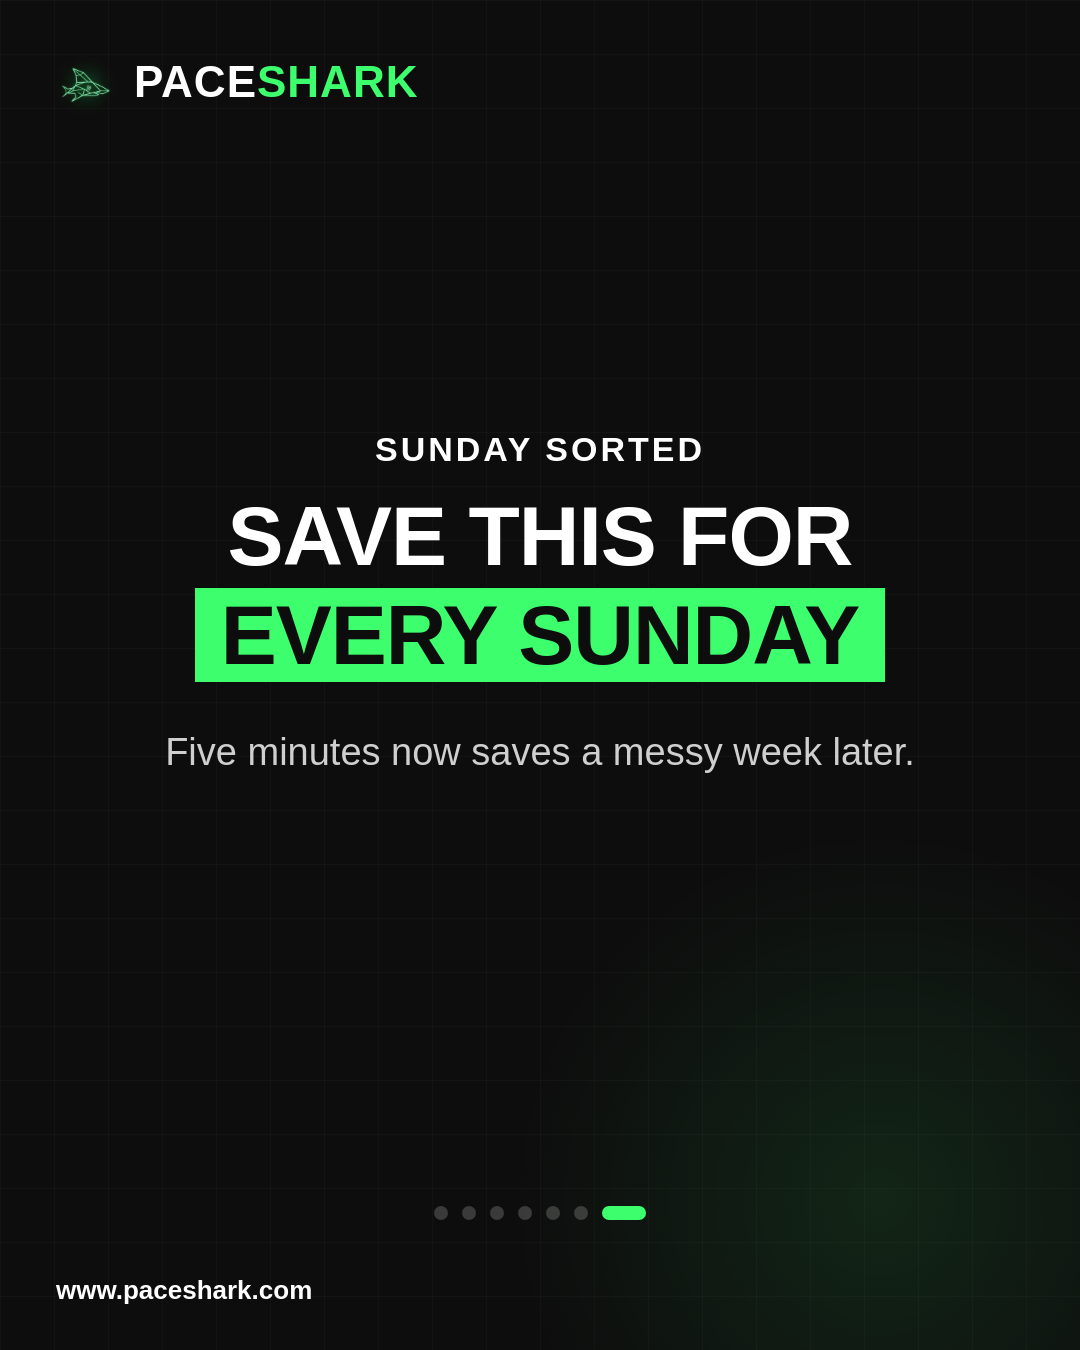 PACESHARK
SUNDAY SORTED
SAVE THIS FOR
EVERY SUNDAY
Five minutes now saves a messy week later.
www.paceshark.com